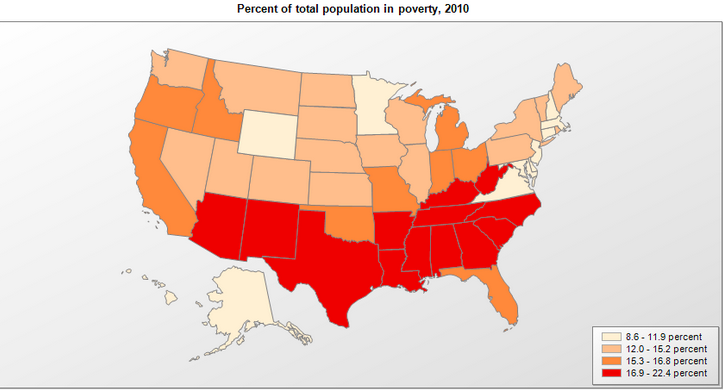 Percent of total population in poverty, 2010
8.6 - 11.9 percent
12.0 - 15.2 percent
15.3 - 16.8 percent
16.9 - 22.4 percent